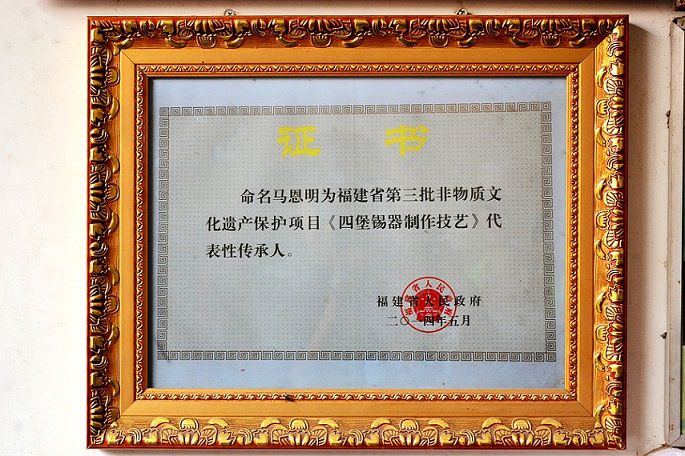 证书
命名马恩明为福建省第三批非物质文
化遗产保护项目《四堡锡器制作技艺》代
表性传承人。
福建省人民政府
二〇一四年五月